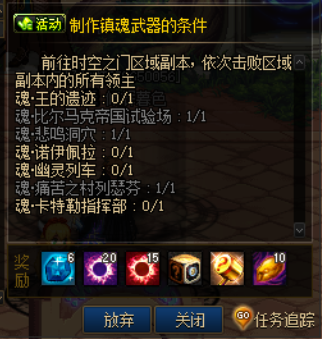 活动 制作镇魂武器的条件
前往时空之门区域副本，依次击败区域
副本内的所有领主
魂·王的遗迹：0/1
魂·比尔马克帝国试验场：1/1
魂·悲鸣洞穴：1/1
魂·诺伊佩拉：0/1
魂·幽灵列车：0/1
魂·痛苦之村列瑟芬：1/1
魂·卡特勒指挥部：0/1
奖励
6 20 15 10
放弃 关闭 GO 任务追踪